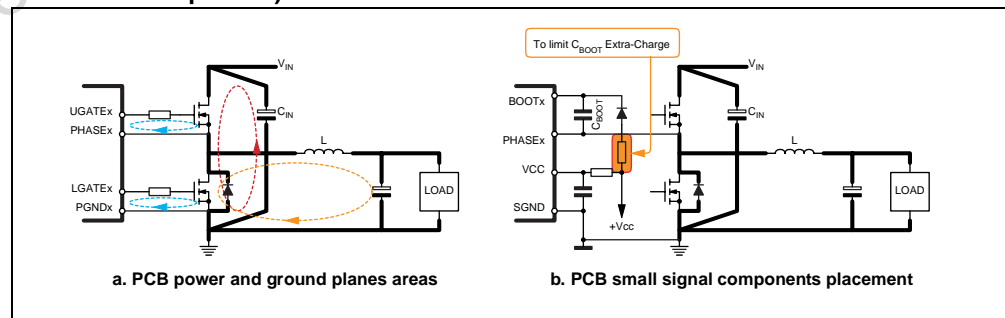 VIN
UGATEx
PHASEx
CIN
L
LGATEx
PGNDx
LOAD
a. PCB power and ground planes areas
To limit CBOOT Extra-Charge
VIN
BOOTx
CBOOT
CIN
PHASEx
L
VCC
LOAD
SGND
+Vcc
b. PCB small signal components placement